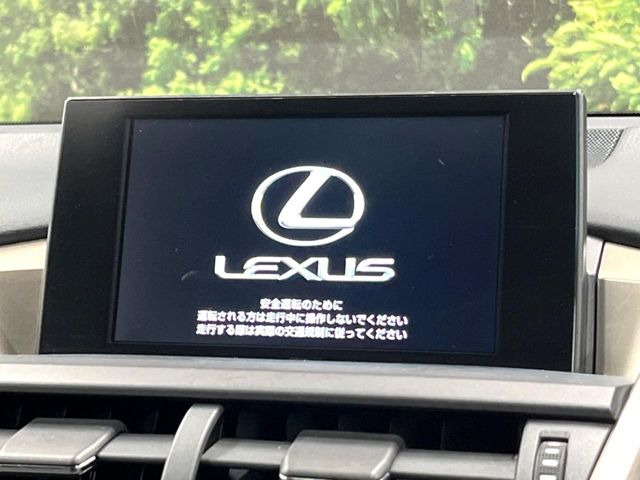 LEXUS
安全運転のために
運転される方は走行中に操作しないでください
走行する際は実際の交通規制に従ってください